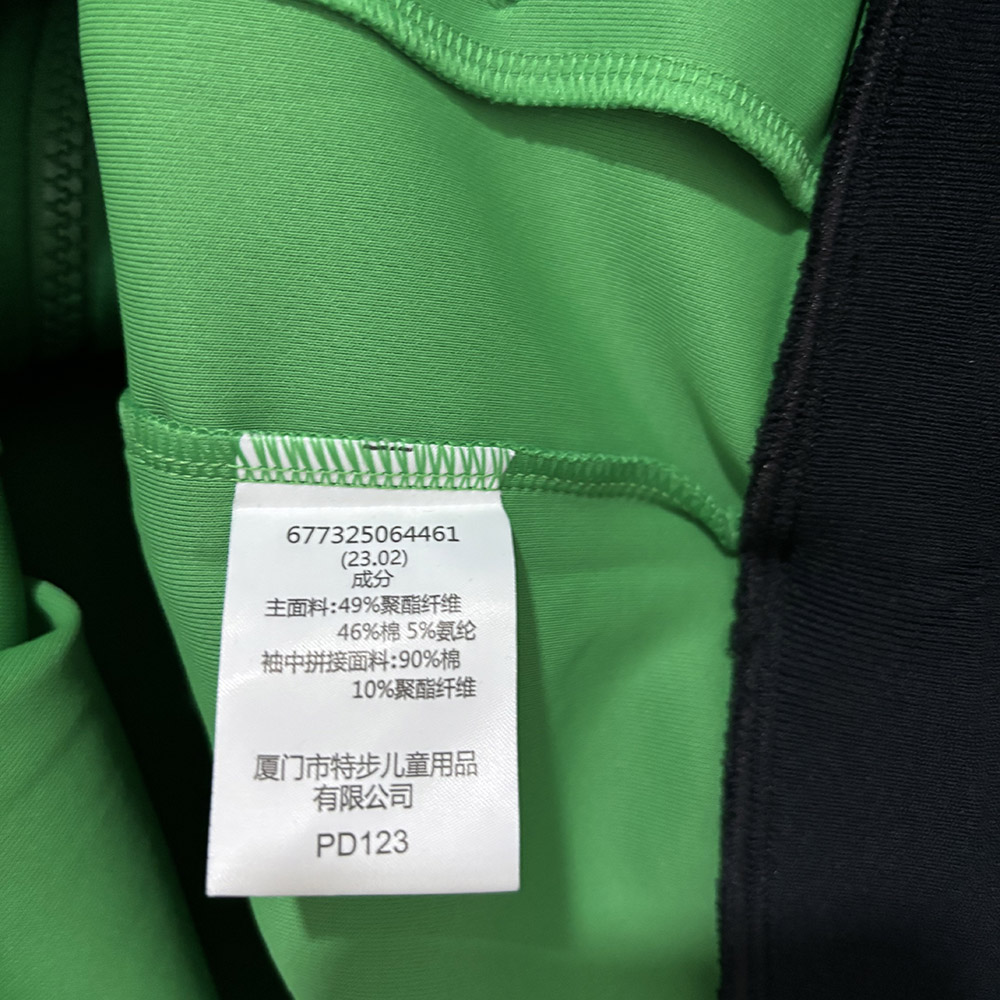 677325064461
(23.02)
成分
主面料:49%聚酯纤维
46%棉 5%氨纶
袖中拼接面料:90%棉
10%聚酯纤维
厦门市特步儿童用品
有限公司
PD123